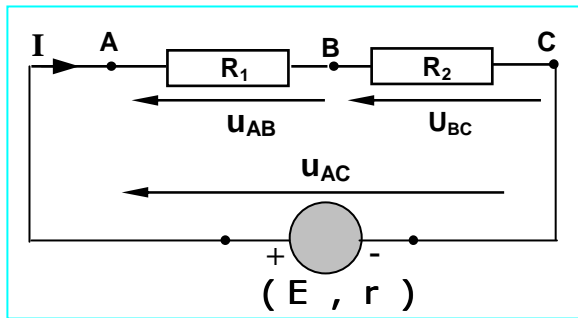 I A B C
R1 R2
uAB UBC
uAC
+ -
( E , r )